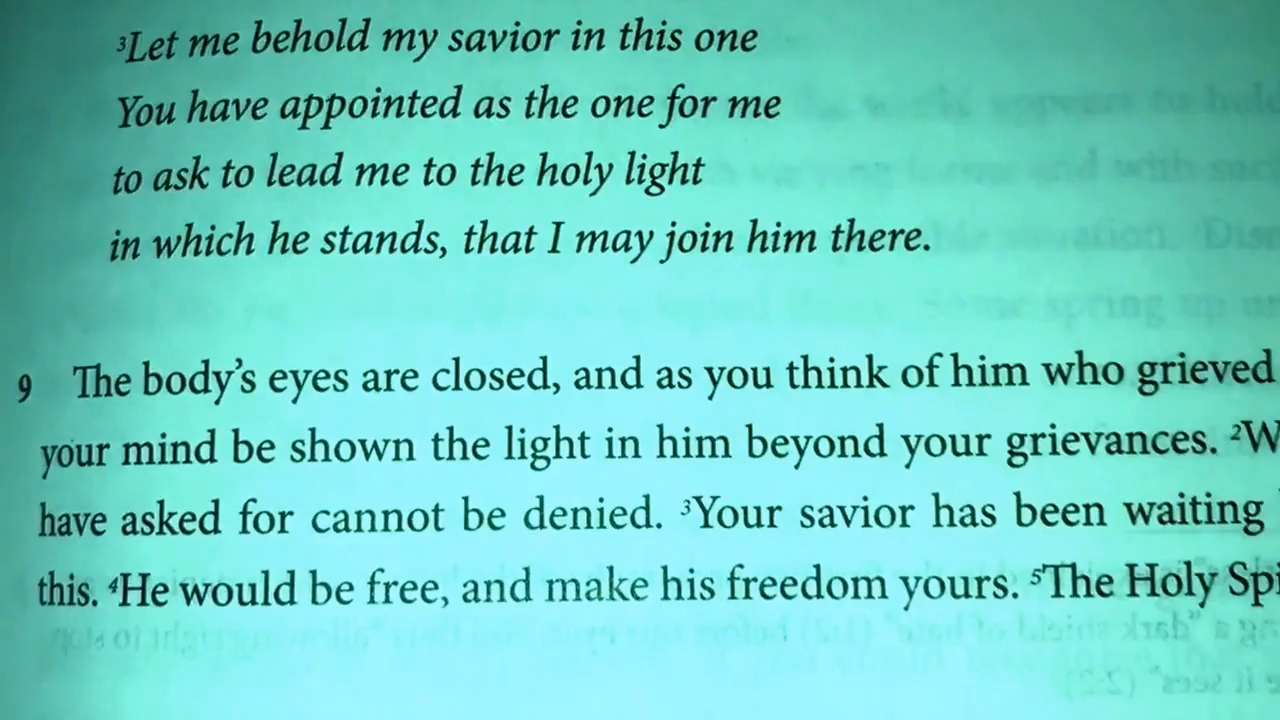 ³Let me behold my savior in this one
You have appointed as the one for me
to ask to lead me to the holy light
in which he stands, that I may join him there.
9 The body’s eyes are closed, and as you think of him who grieved
your mind be shown the light in him beyond your grievances. ²W
have asked for cannot be denied. ³Your savior has been waiting
this. ⁴He would be free, and make his freedom yours. ⁵The Holy Spi